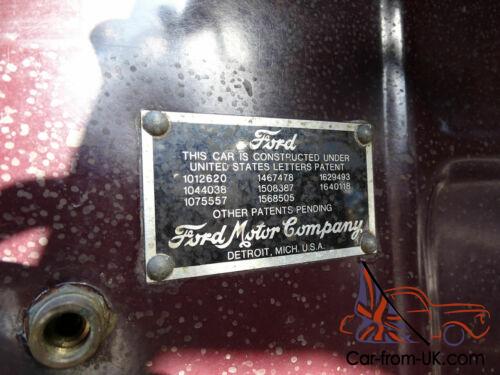 Ford
THIS CAR IS CONSTRUCTED UNDER
UNITED STATES LETTERS PATENT
1012620 1467478 1629493
1044038 1508387 1640118
1075557 1568505
OTHER PATENTS PENDING
Ford Motor Company
DETROIT, MICH. U.S.A.
Car-from-UK.com